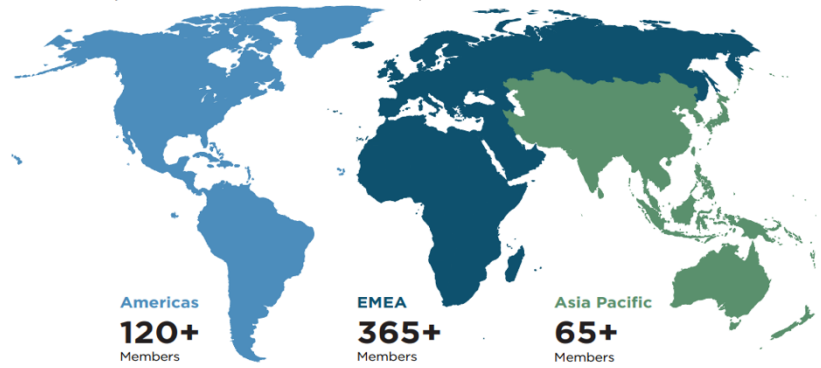 Americas
120+
Members
EMEA
365+
Members
Asia Pacific
65+
Members